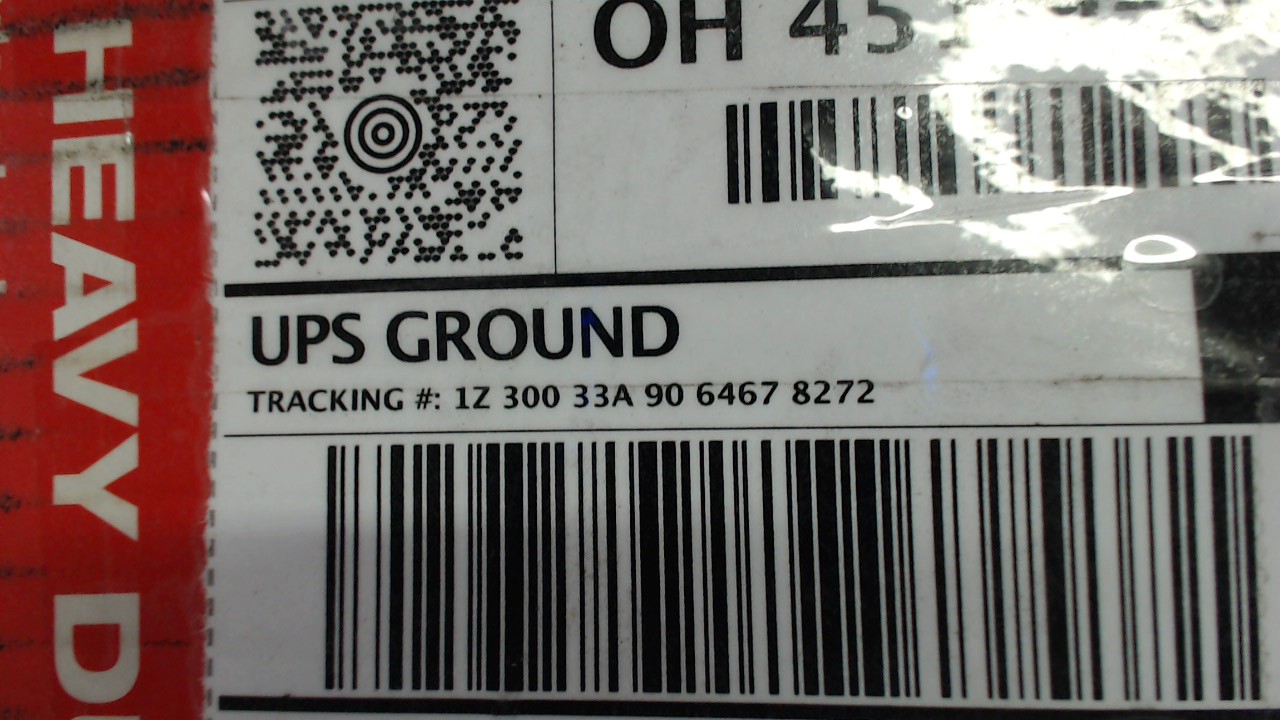 OH 45
UPS GROUND
TRACKING #: 1Z 300 33A 90 6467 8272
HEAVY